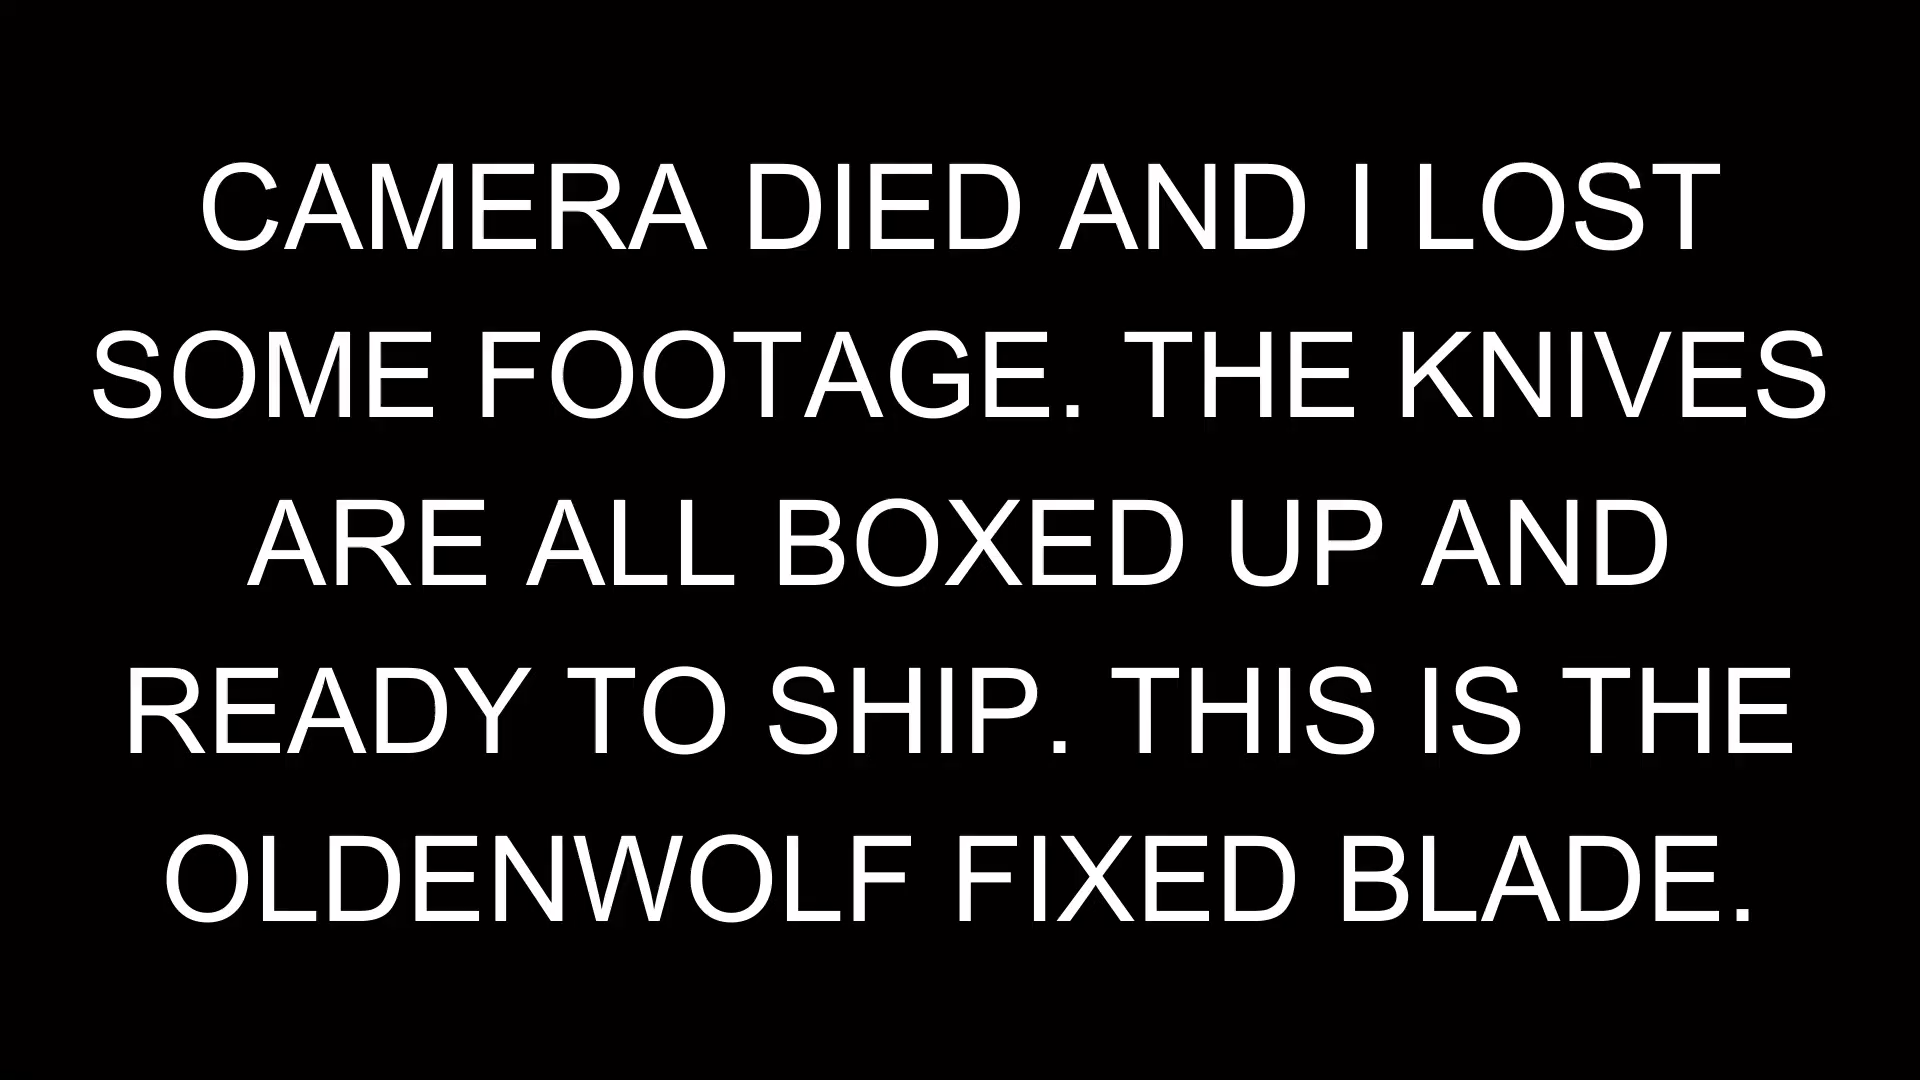 CAMERA DIED AND I LOST
SOME FOOTAGE. THE KNIVES
ARE ALL BOXED UP AND
READY TO SHIP. THIS IS THE
OLDENWOLF FIXED BLADE.